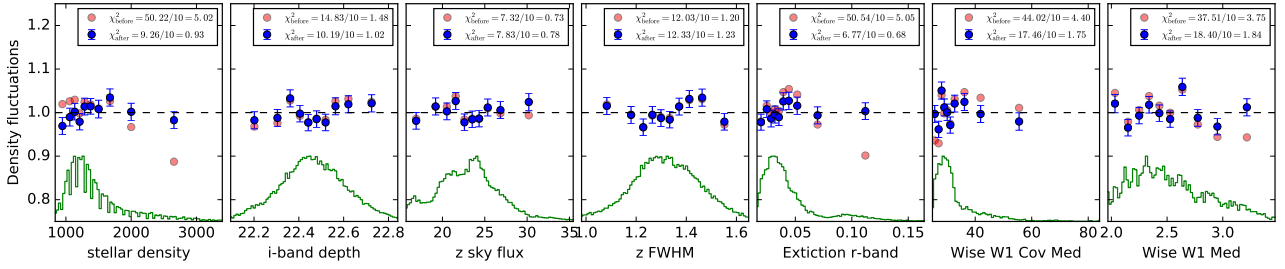 Density fluctuations
1.2
1.1
1.0
0.9
0.8
χ²before = 50.22/10 = 5.02
χ²after = 9.26/10 = 0.93
1000 2000 3000
stellar density
χ²before = 14.83/10 = 1.48
χ²after = 10.19/10 = 1.02
22.2 22.4 22.6 22.8
i-band depth
χ²before = 7.32/10 = 0.73
χ²after = 7.83/10 = 0.78
20 25 30 35
z sky flux
χ²before = 12.03/10 = 1.20
χ²after = 12.33/10 = 1.23
1.0 1.2 1.4 1.6
z FWHM
χ²before = 50.54/10 = 5.05
χ²after = 6.77/10 = 0.68
0.05 0.10 0.15
Extiction r-band
χ²before = 44.02/10 = 4.40
χ²after = 17.46/10 = 1.75
40 60 80
Wise W1 Cov Med
χ²before = 37.51/10 = 3.75
χ²after = 18.40/10 = 1.84
2.0 2.5 3.0 3.5
Wise W1 Med